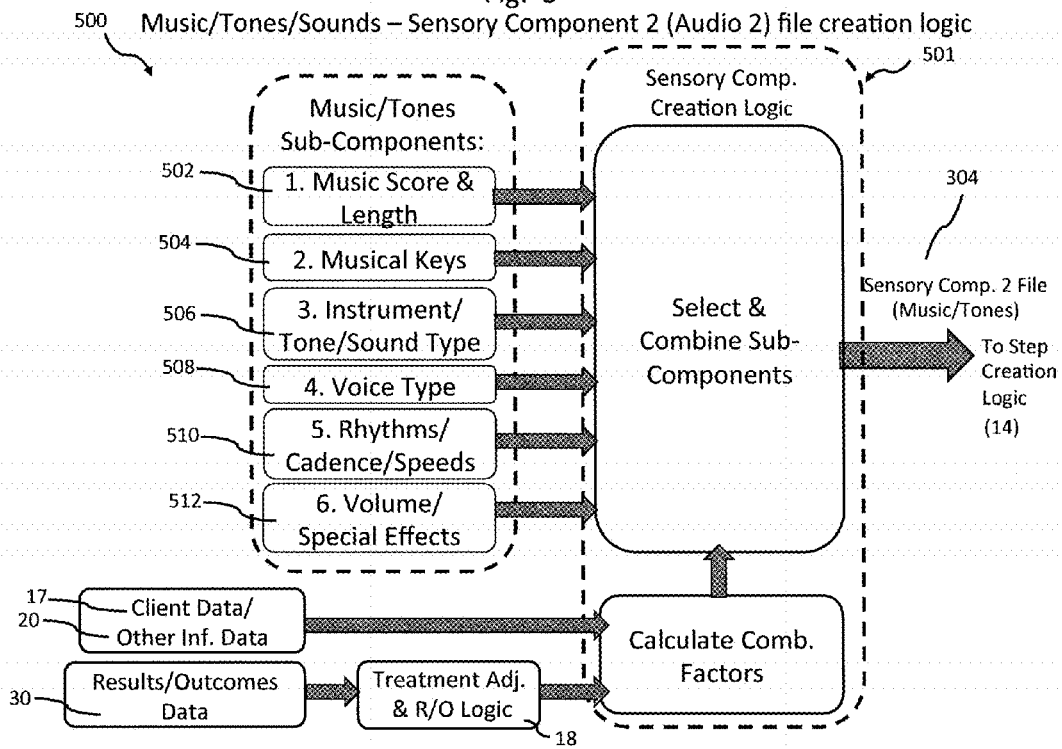 Music/Tones/Sounds – Sensory Component 2 (Audio 2) file creation logic
500
501
Sensory Comp.
Creation Logic
Music/Tones
Sub-Components:
502
1. Music Score &
Length
504
2. Musical Keys
506
3. Instrument/
Tone/Sound Type
508
4. Voice Type
510
5. Rhythms/
Cadence/Speeds
512
6. Volume/
Special Effects
Select &
Combine Sub-
Components
304
Sensory Comp. 2 File
(Music/Tones)
To Step
Creation
Logic
(14)
17
20
Client Data/
Other Inf. Data
Calculate Comb.
Factors
30
Results/Outcomes
Data
Treatment Adj.
& R/O Logic
18